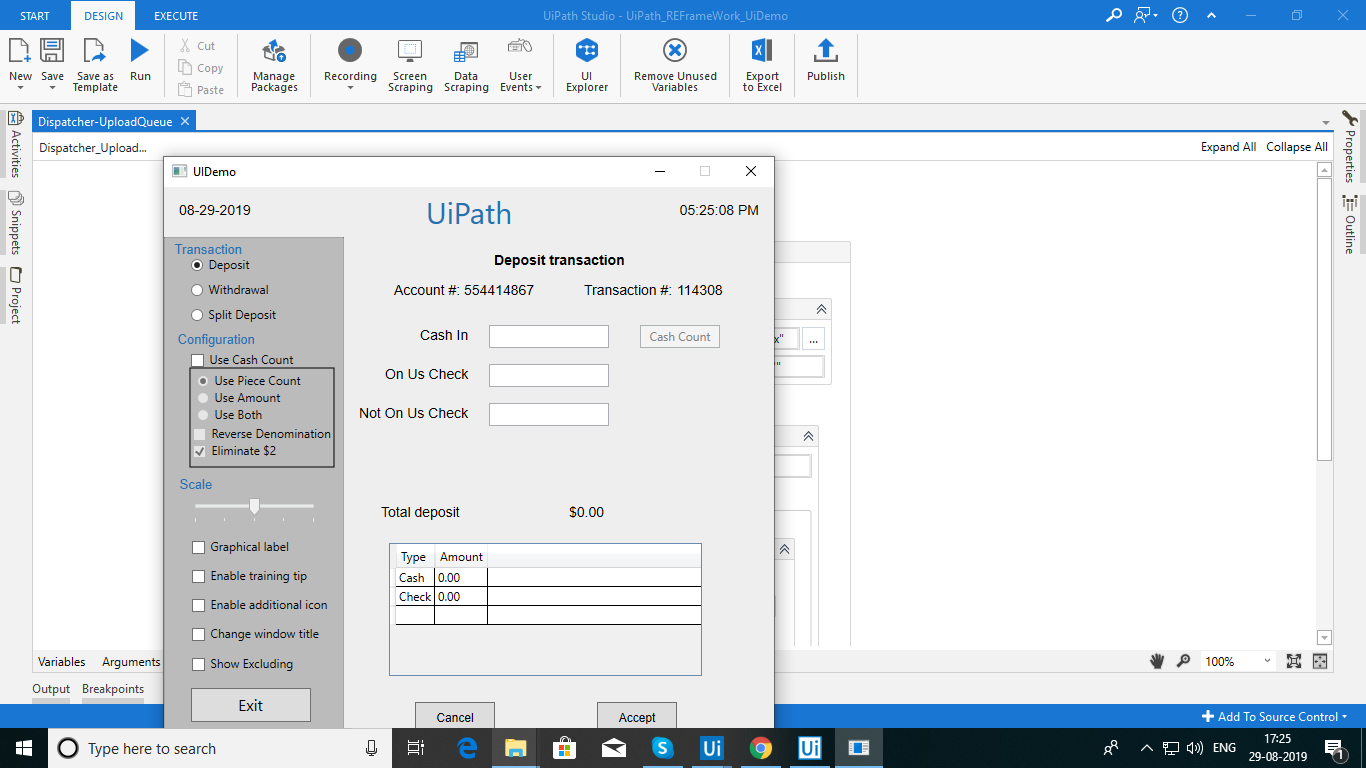 START DESIGN EXECUTE UiPath Studio - UiPath_REFrameWork_UiDemo
New Save Save as Template Run
Cut
Copy
Paste
Manage Packages Recording Screen Scraping Data Scraping User Events UI Explorer Remove Unused Variables Export to Excel Publish
Dispatcher-UploadQueue
Dispatcher_Upload... Expand All Collapse All
Activities
Snippets
Project
Properties
Outline
UIDemo
08-29-2019 UiPath 05:25:08 PM
Transaction
Deposit
Withdrawal
Split Deposit
Configuration
Use Cash Count
Use Piece Count
Use Amount
Use Both
Reverse Denomination
Eliminate $2
Scale
Graphical label
Enable training tip
Enable additional icon
Change window title
Show Excluding
Exit
Deposit transaction
Account #: 554414867 Transaction #: 114308
Cash In Cash Count
On Us Check
Not On Us Check
Total deposit $0.00
Type Amount
Cash 0.00
Check 0.00
Cancel Accept
x" ...
"
Variables Arguments 100%
Output Breakpoints
Add To Source Control
Type here to search ENG 17:25
29-08-2019 1